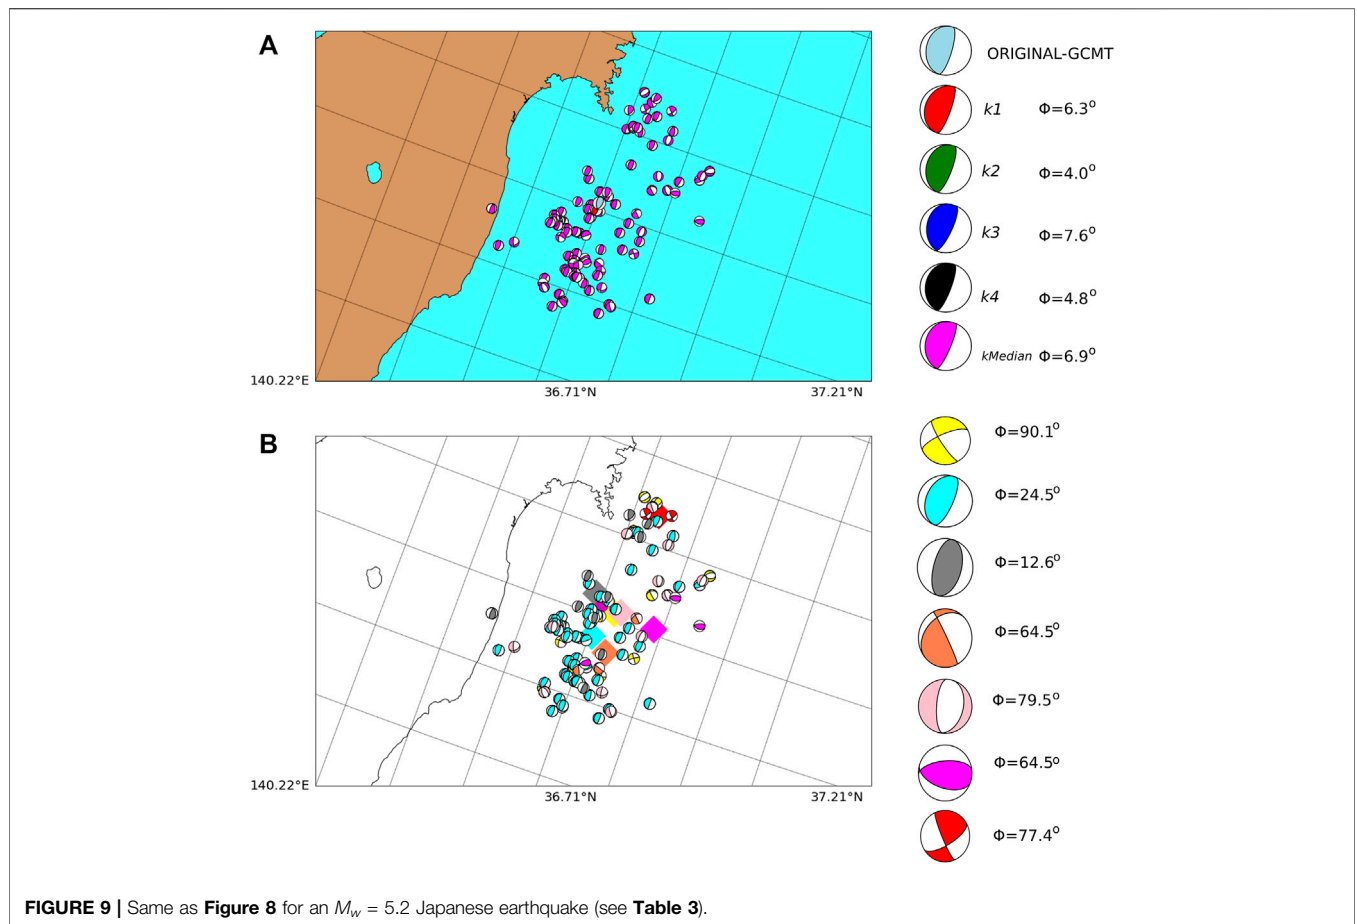 A
ORIGINAL-GCMT
k1 Φ=6.3°
k2 Φ=4.0°
k3 Φ=7.6°
k4 Φ=4.8°
kMedian Φ=6.9°
140.22°E
36.71°N 37.21°N
B
Φ=90.1°
Φ=24.5°
Φ=12.6°
Φ=64.5°
Φ=79.5°
Φ=64.5°
Φ=77.4°
140.22°E
36.71°N 37.21°N
FIGURE 9 | Same as Figure 8 for an Mw = 5.2 Japanese earthquake (see Table 3).